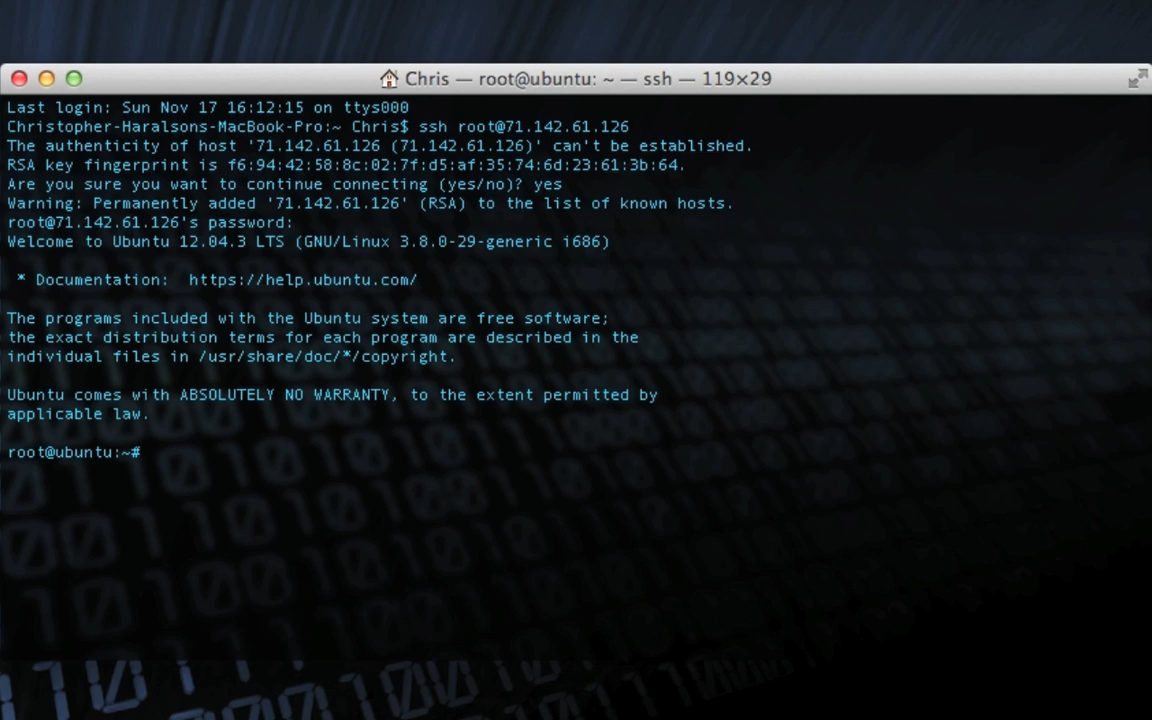 Chris — root@ubuntu: ~ — ssh — 119×29
Last login: Sun Nov 17 16:12:15 on ttys000
Christopher-Haralsons-MacBook-Pro:~ Chris$ ssh root@71.142.61.126
The authenticity of host '71.142.61.126 (71.142.61.126)' can't be established.
RSA key fingerprint is f6:94:42:58:8c:02:7f:d5:af:35:74:6d:23:61:3b:64.
Are you sure you want to continue connecting (yes/no)? yes
Warning: Permanently added '71.142.61.126' (RSA) to the list of known hosts.
root@71.142.61.126's password:
Welcome to Ubuntu 12.04.3 LTS (GNU/Linux 3.8.0-29-generic i686)
* Documentation:  https://help.ubuntu.com/
The programs included with the Ubuntu system are free software;
the exact distribution terms for each program are described in the
individual files in /usr/share/doc/*/copyright.
Ubuntu comes with ABSOLUTELY NO WARRANTY, to the extent permitted by
applicable law.
root@ubuntu:~#